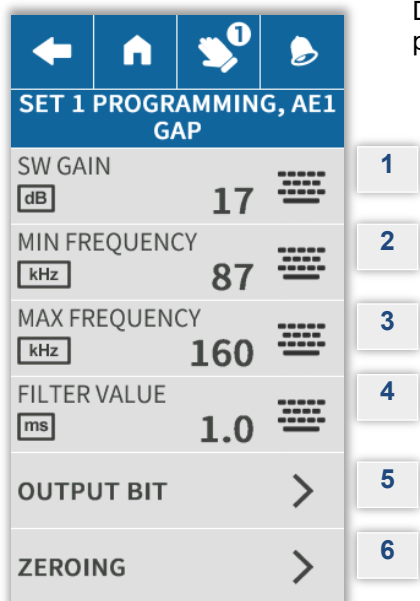 1
SET 1 PROGRAMMING, AE1
GAP
SW GAIN
dB
17
1
MIN FREQUENCY
kHz
87
2
MAX FREQUENCY
kHz
160
3
FILTER VALUE
ms
1.0
4
OUTPUT BIT
5
ZEROING
6